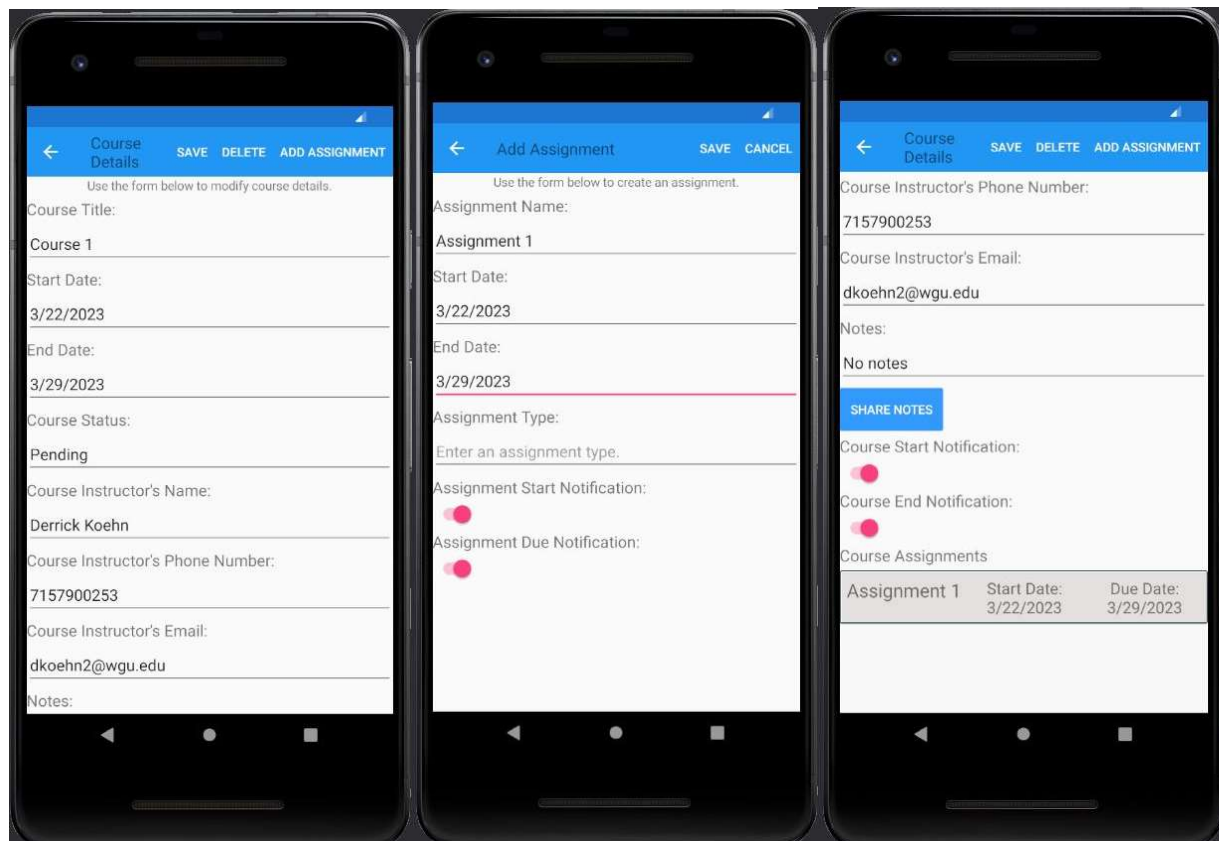 Course
Details
SAVE DELETE ADD ASSIGNMENT
Use the form below to modify course details.
Course Title:
Course 1
Start Date:
3/22/2023
End Date:
3/29/2023
Course Status:
Pending
Course Instructor's Name:
Derrick Koehn
Course Instructor's Phone Number:
7157900253
Course Instructor's Email:
dkoehn2@wgu.edu
Notes:
Add Assignment SAVE CANCEL
Use the form below to create an assignment.
Assignment Name:
Assignment 1
Start Date:
3/22/2023
End Date:
3/29/2023
Assignment Type:
Enter an assignment type.
Assignment Start Notification:
Assignment Due Notification:
Course
Details
SAVE DELETE ADD ASSIGNMENT
Course Instructor's Phone Number:
7157900253
Course Instructor's Email:
dkoehn2@wgu.edu
Notes:
No notes
SHARE NOTES
Course Start Notification:
Course End Notification:
Course Assignments
Assignment 1
Start Date:
3/22/2023
Due Date:
3/29/2023